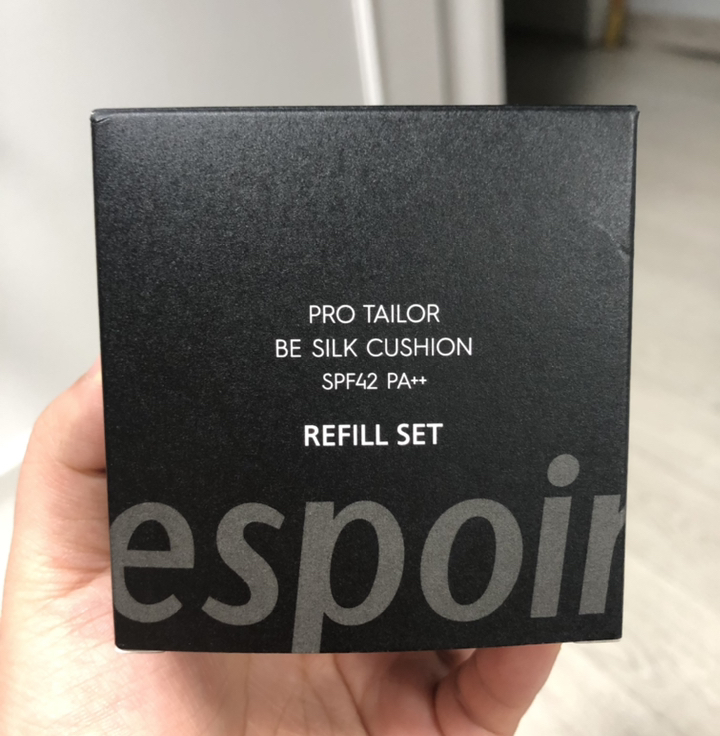 PRO TAILOR
BE SILK CUSHION
SPF42 PA++
REFILL SET
espoir